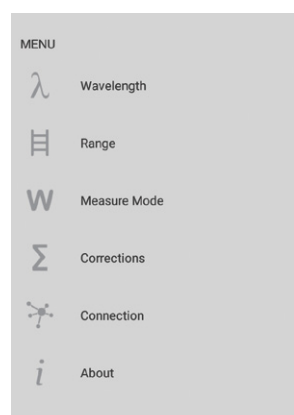 MENU
λ Wavelength
Range
W Measure Mode
Σ Corrections
Connection
i About